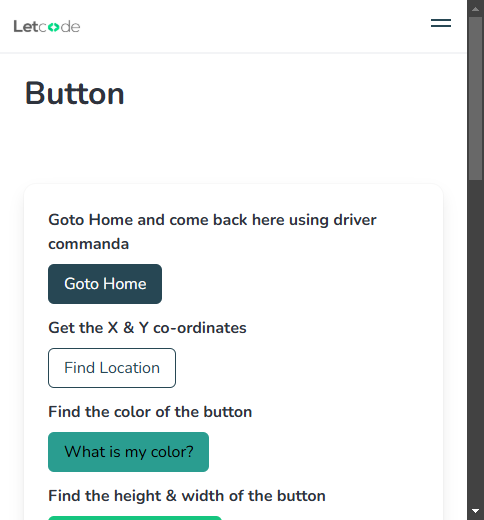 Letcode
Button
Goto Home and come back here using driver
commanda
Goto Home
Get the X & Y co-ordinates
Find Location
Find the color of the button
What is my color?
Find the height & width of the button